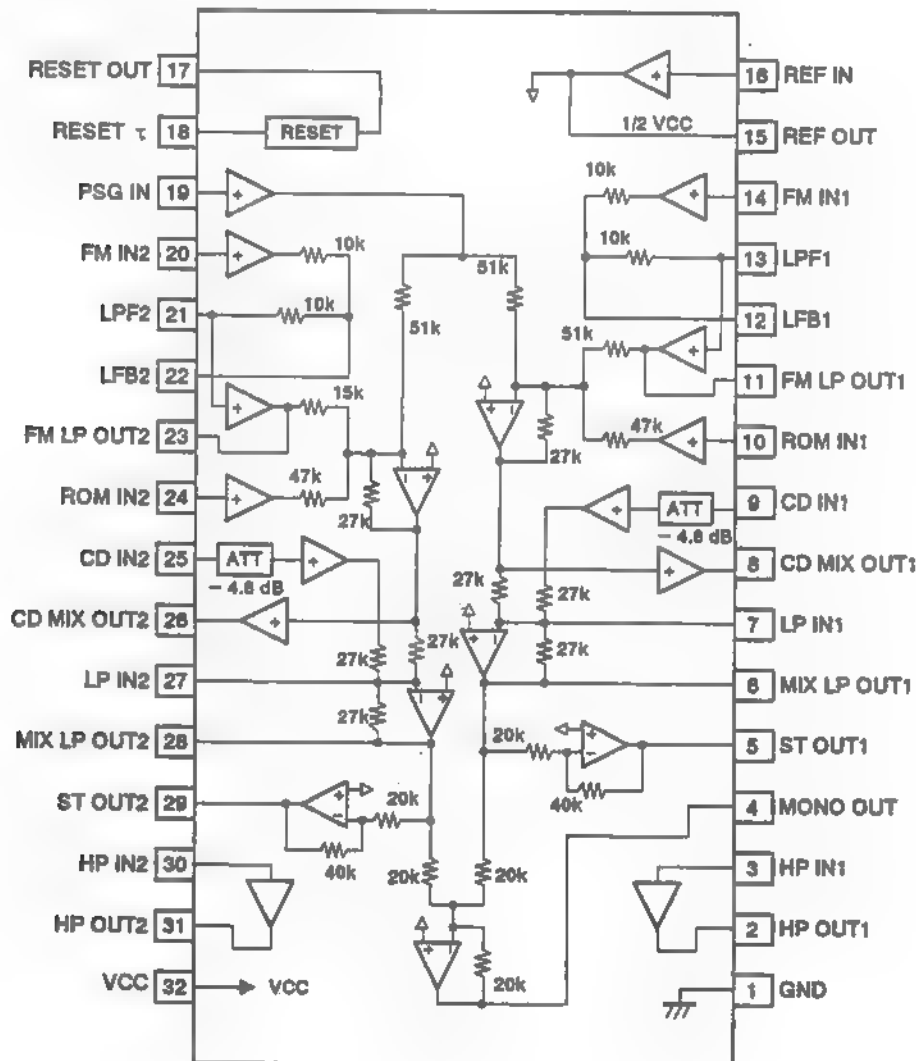 RESET OUT 17
16 REF IN
RESET τ 18
RESET
1/2 VCC
15 REF OUT
PSG IN 19
10k
14 FM IN1
FM IN2 20
10k
10k
13 LPF1
51k
LPF2 21
10k
51k
51k
12 LFB1
LFB2 22
15k
11 FM LP OUT1
FM LP OUT2 23
47k
27k
10 ROM IN1
ROM IN2 24
47k
27k
ATT
9 CD IN1
CD IN2 25
ATT
– 4.6 dB
– 4.6 dB
8 CD MIX OUT1
27k
27k
CD MIX OUT2 26
7 LP IN1
27k
27k
27k
LP IN2 27
27k
6 MIX LP OUT1
MIX LP OUT2 28
20k
5 ST OUT1
ST OUT2 29
20k
40k
4 MONO OUT
40k
HP IN2 30
20k
20k
3 HP IN1
HP OUT2 31
2 HP OUT1
VCC 32
VCC
20k
1 GND